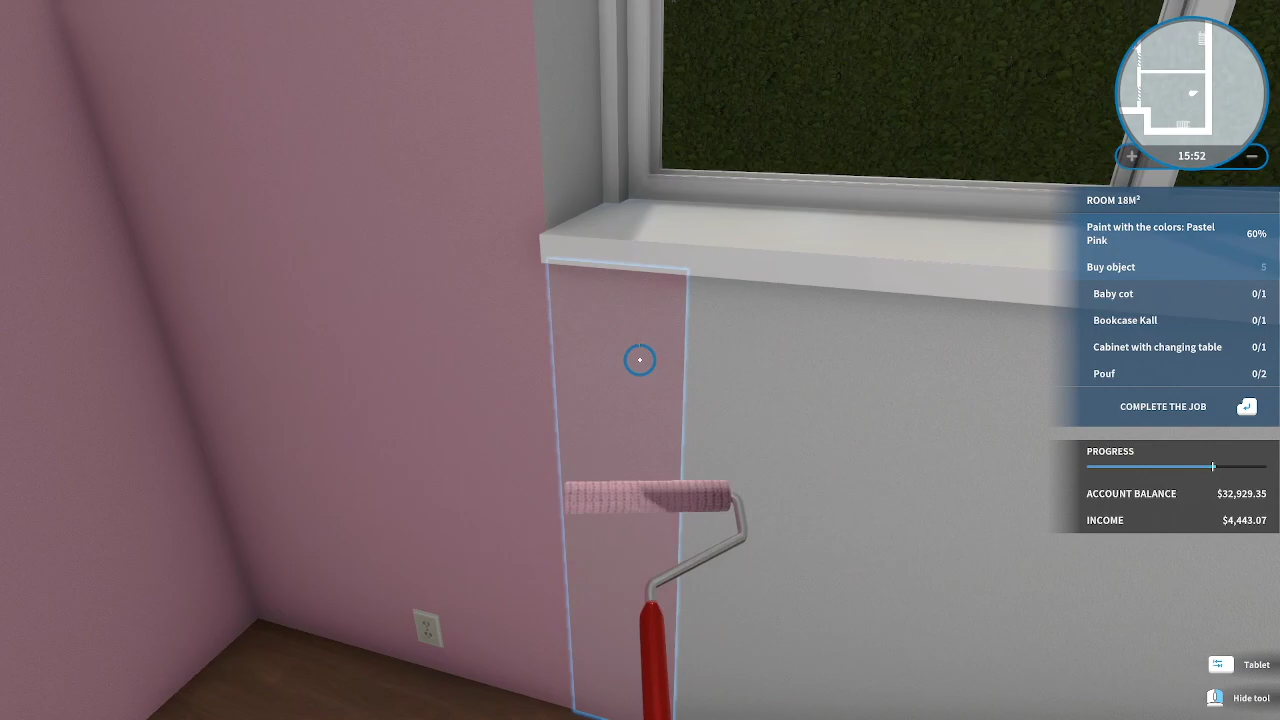 15:52
ROOM 18M²
Paint with the colors: Pastel 60%
Pink
Buy object 5
Baby cot 0/1
Bookcase Kall 0/1
Cabinet with changing table 0/1
Pouf 0/2
COMPLETE THE JOB
PROGRESS
ACCOUNT BALANCE $32,929.35
INCOME $4,443.07
Tablet
Hide tool